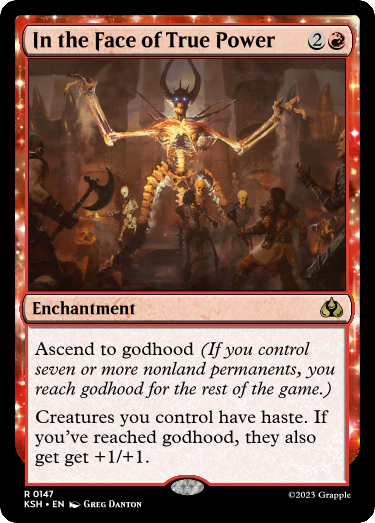 In the Face of True Power 2
Enchantment
Ascend to godhood (If you control
seven or more nonland permanents, you
reach godhood for the rest of the game.)
Creatures you control have haste. If
you've reached godhood, they also
get get +1/+1.
R 0147
KSH • EN Greg Danton
©2023 Grapple